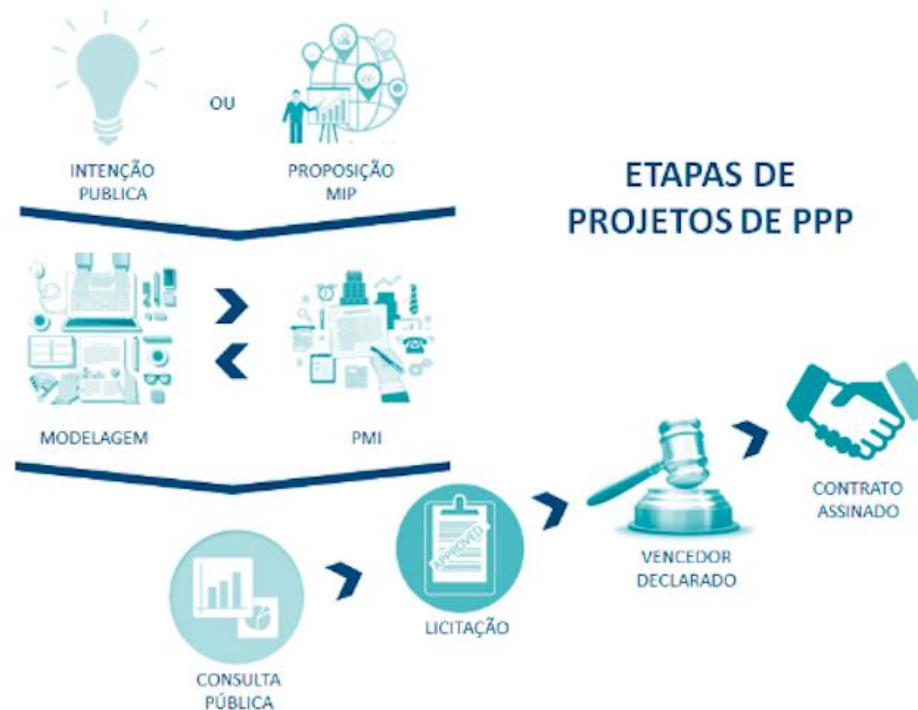 OU
INTENÇÃO
PUBLICA
PROPOSIÇÃO
MIP
ETAPAS DE
PROJETOS DE PPP
MODELAGEM
PMI
CONTRATO
ASSINADO
APPROVED
VENCEDOR
DECLARADO
LICITAÇÃO
CONSULTA
PÚBLICA